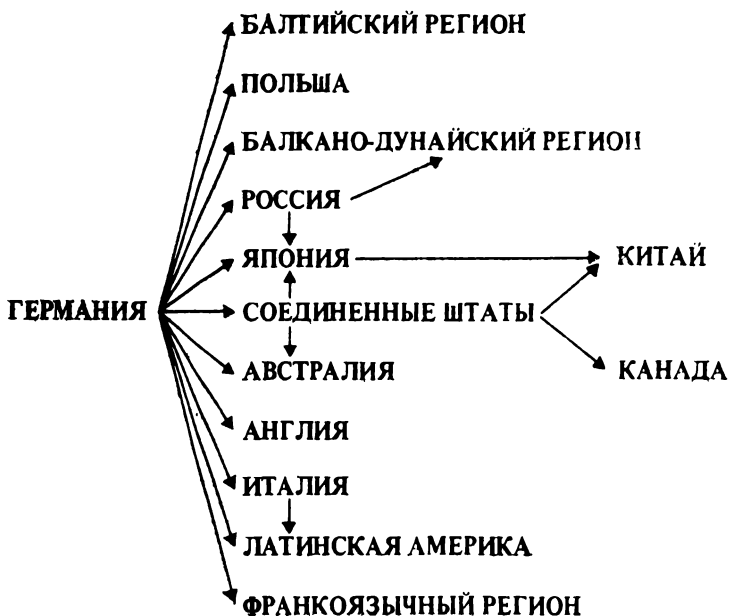 БАЛТИЙСКИЙ РЕГИОН
ПОЛЬША
БАЛКАНО-ДУНАЙСКИЙ РЕГИОН
РОССИЯ
ЯПОНИЯ
КИТАЙ
ГЕРМАНИЯ
СОЕДИНЕННЫЕ ШТАТЫ
АВСТРАЛИЯ
КАНАДА
АНГЛИЯ
ИТАЛИЯ
ЛАТИНСКАЯ АМЕРИКА
ФРАНКОЯЗЫЧНЫЙ РЕГИОН